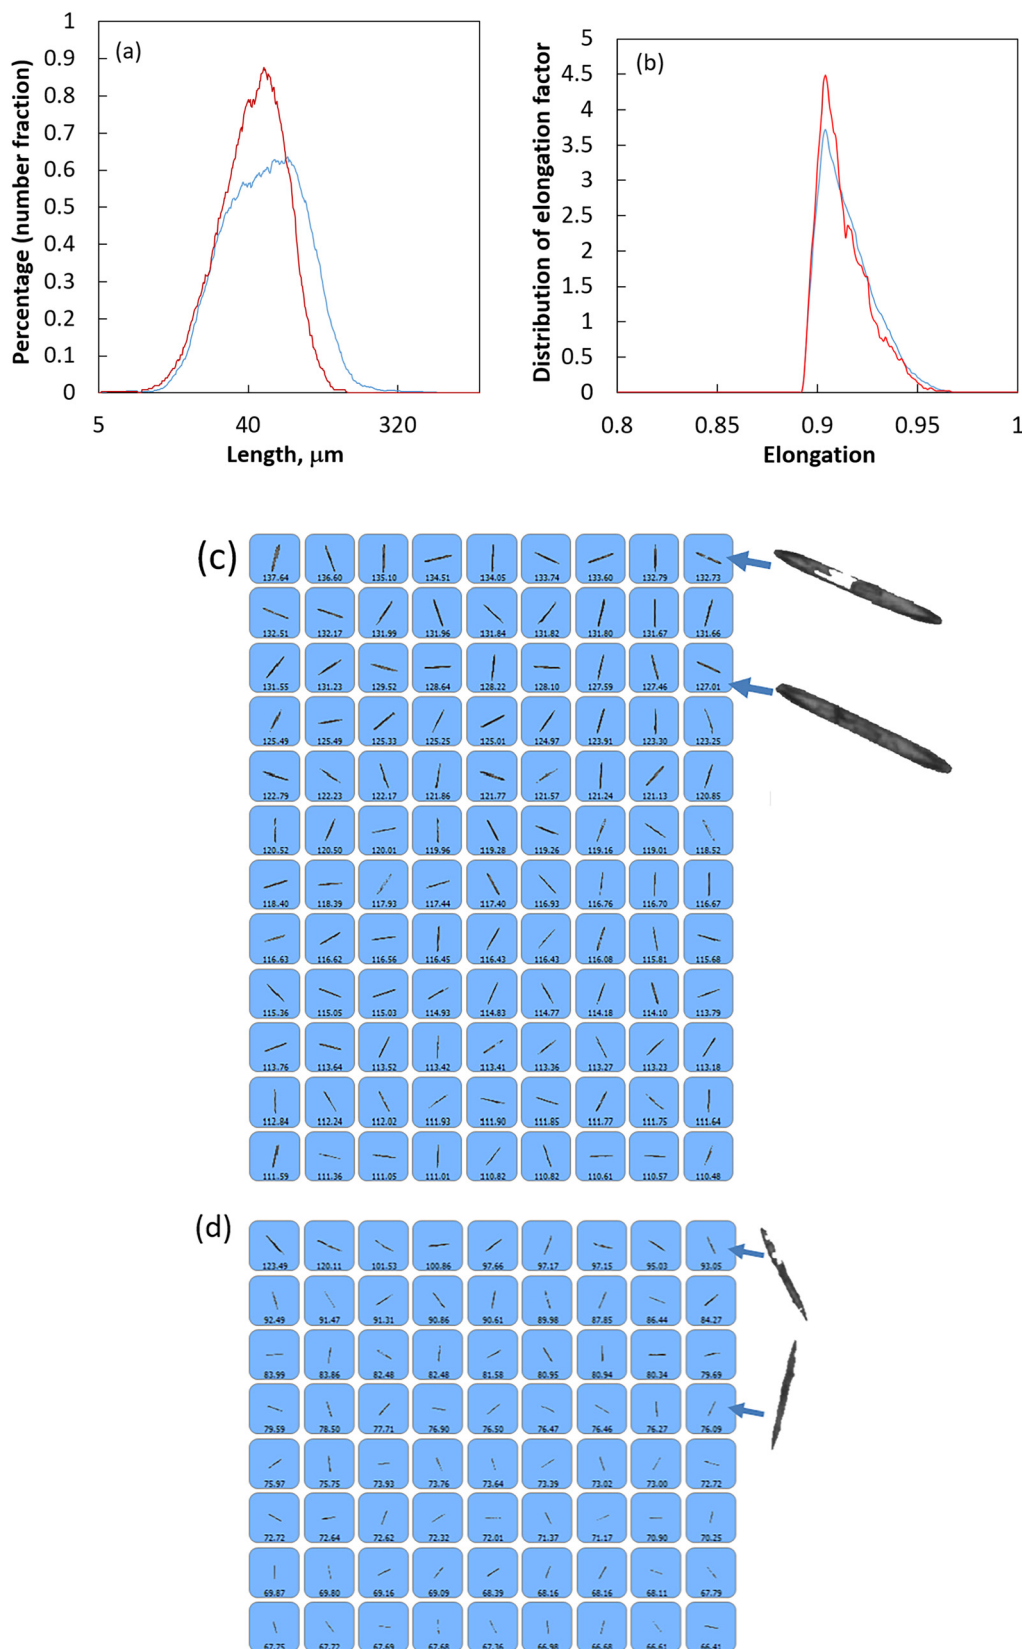 (a)
Percentage (number fraction)
1
0.9
0.8
0.7
0.6
0.5
0.4
0.3
0.2
0.1
0
5 40 320
Length, μm
(b)
Distribution of elongation factor
5
4.5
4
3.5
3
2.5
2
1.5
1
0.5
0
0.8 0.85 0.9 0.95 1
Elongation
(c)
137.64 136.60 135.10 134.51 134.05 133.74 133.60 132.79 132.73
132.51 132.17 131.99 131.96 131.84 131.82 131.80 131.67 131.66
131.55 131.23 129.52 128.64 128.22 128.10 127.59 127.46 127.01
125.49 125.49 125.33 125.25 125.01 124.97 123.91 123.30 123.25
122.79 122.23 122.17 121.86 121.77 121.57 121.24 121.13 120.85
120.52 120.50 120.01 119.96 119.28 119.26 119.16 119.01 118.52
118.40 118.39 117.93 117.44 117.40 116.93 116.76 116.70 116.67
116.63 116.62 116.56 116.45 116.43 116.43 116.08 115.81 115.68
115.36 115.05 115.03 114.93 114.83 114.77 114.18 114.10 113.79
113.76 113.64 113.52 113.42 113.41 113.36 113.27 113.23 113.18
112.84 112.24 112.02 111.93 111.90 111.85 111.77 111.75 111.64
111.59 111.36 111.05 111.01 110.82 110.82 110.61 110.57 110.48
(d)
123.49 120.11 101.53 100.86 97.66 97.17 97.15 95.03 93.05
92.49 91.47 91.31 90.86 90.61 89.98 87.85 86.44 84.27
83.99 83.86 82.48 82.48 81.58 80.95 80.94 80.34 79.69
79.59 78.50 77.71 76.90 76.50 76.47 76.46 76.27 76.09
75.97 75.75 73.93 73.76 73.64 73.39 73.02 73.00 72.72
72.72 72.64 72.62 72.32 72.01 71.37 71.17 70.90 70.25
69.87 69.80 69.16 69.09 68.39 68.16 68.16 68.11 67.79
67.75 67.72 67.69 67.68 67.36 66.98 66.68 66.61 66.41